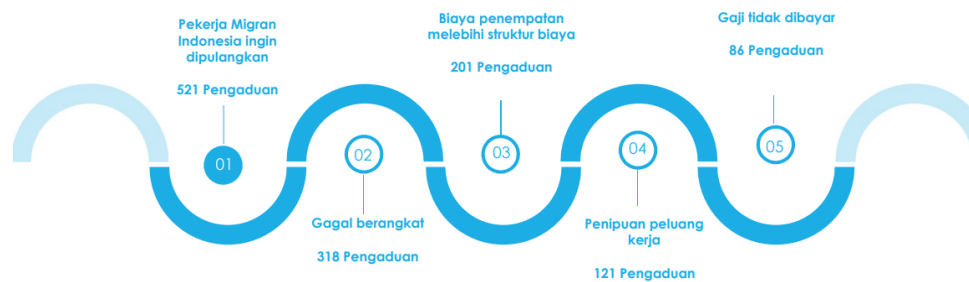 Pekerja Migran
Indonesia ingin
dipulangkan
521 Pengaduan
01
02
Gagal berangkat
318 Pengaduan
Biaya penempatan
melebihi struktur biaya
201 Pengaduan
03
04
Penipuan peluang
kerja
121 Pengaduan
Gaji tidak dibayar
86 Pengaduan
05